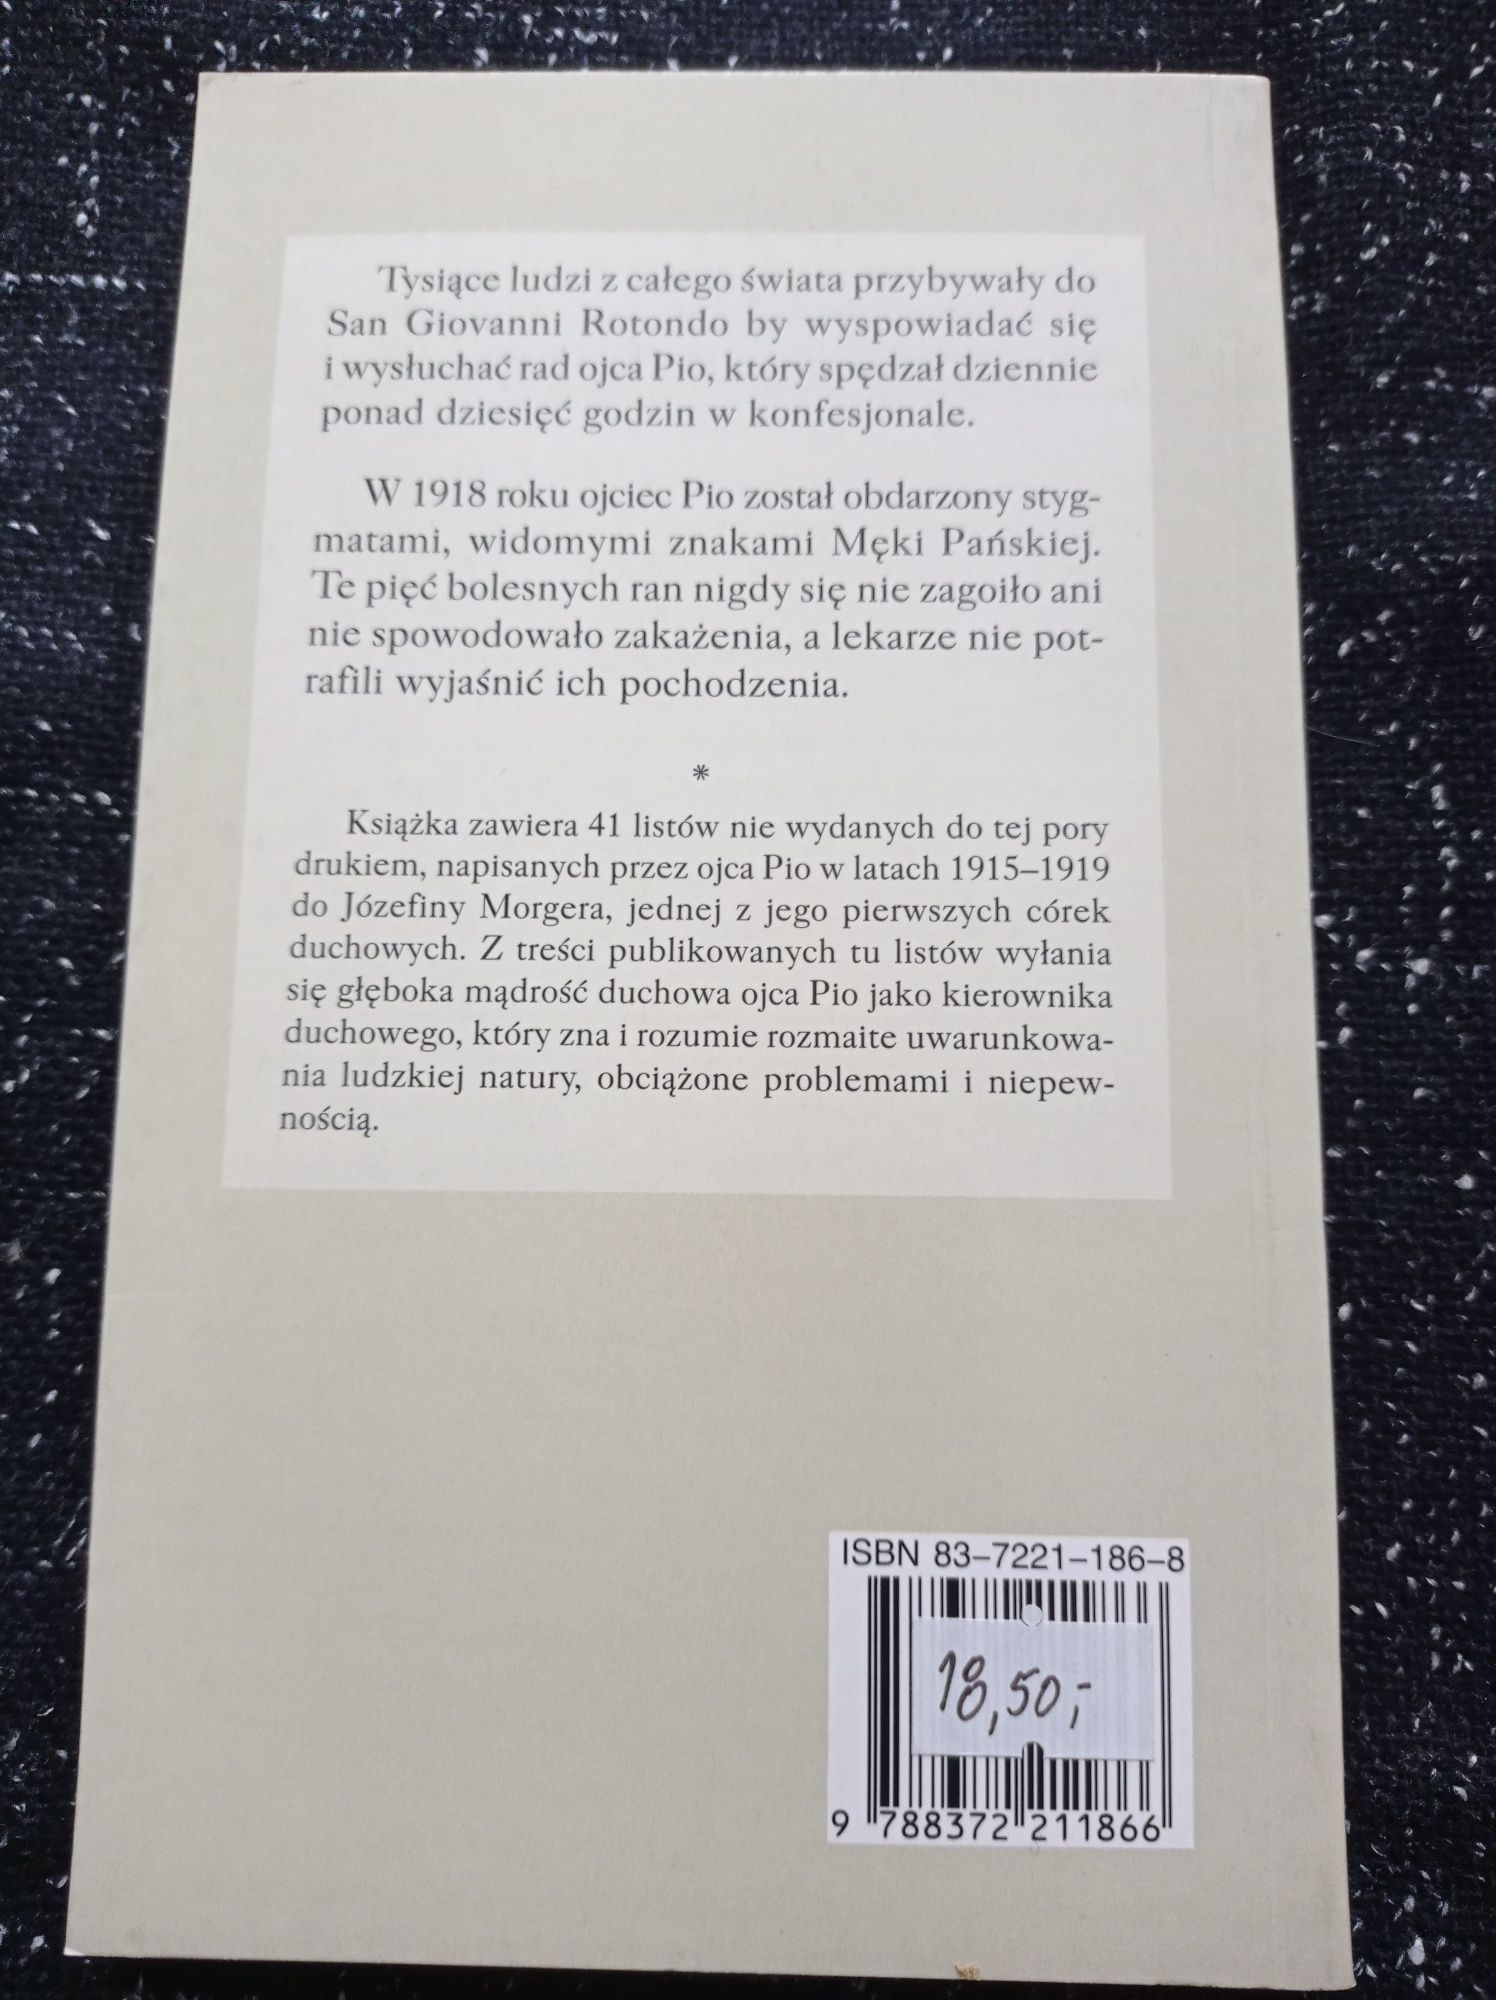 Tysiące ludzi z całego świata przybywały do
San Giovanni Rotondo by wyspowiadać się
i wysłuchać rad ojca Pio, który spędzał dziennie
ponad dziesięć godzin w konfesjonale.
W 1918 roku ojciec Pio został obdarzony styg-
matami, widomymi znakami Męki Pańskiej.
Te pięć bolesnych ran nigdy się nie zagoiło ani
nie spowodowało zakażenia, a lekarze nie pot-
rafili wyjaśnić ich pochodzenia.
*
Książka zawiera 41 listów nie wydanych do tej pory
drukiem, napisanych przez ojca Pio w latach 1915–1919
do Józefiny Morgera, jednej z jego pierwszych córek
duchowych. Z treści publikowanych tu listów wyłania
się głęboka mądrość duchowa ojca Pio jako kierownika
duchowego, który zna i rozumie rozmaite uwarunkowa-
nia ludzkiej natury, obciążone problemami i niepew-
nością.
ISBN 83–7221–186–8
18,50,-
9 788372 211866